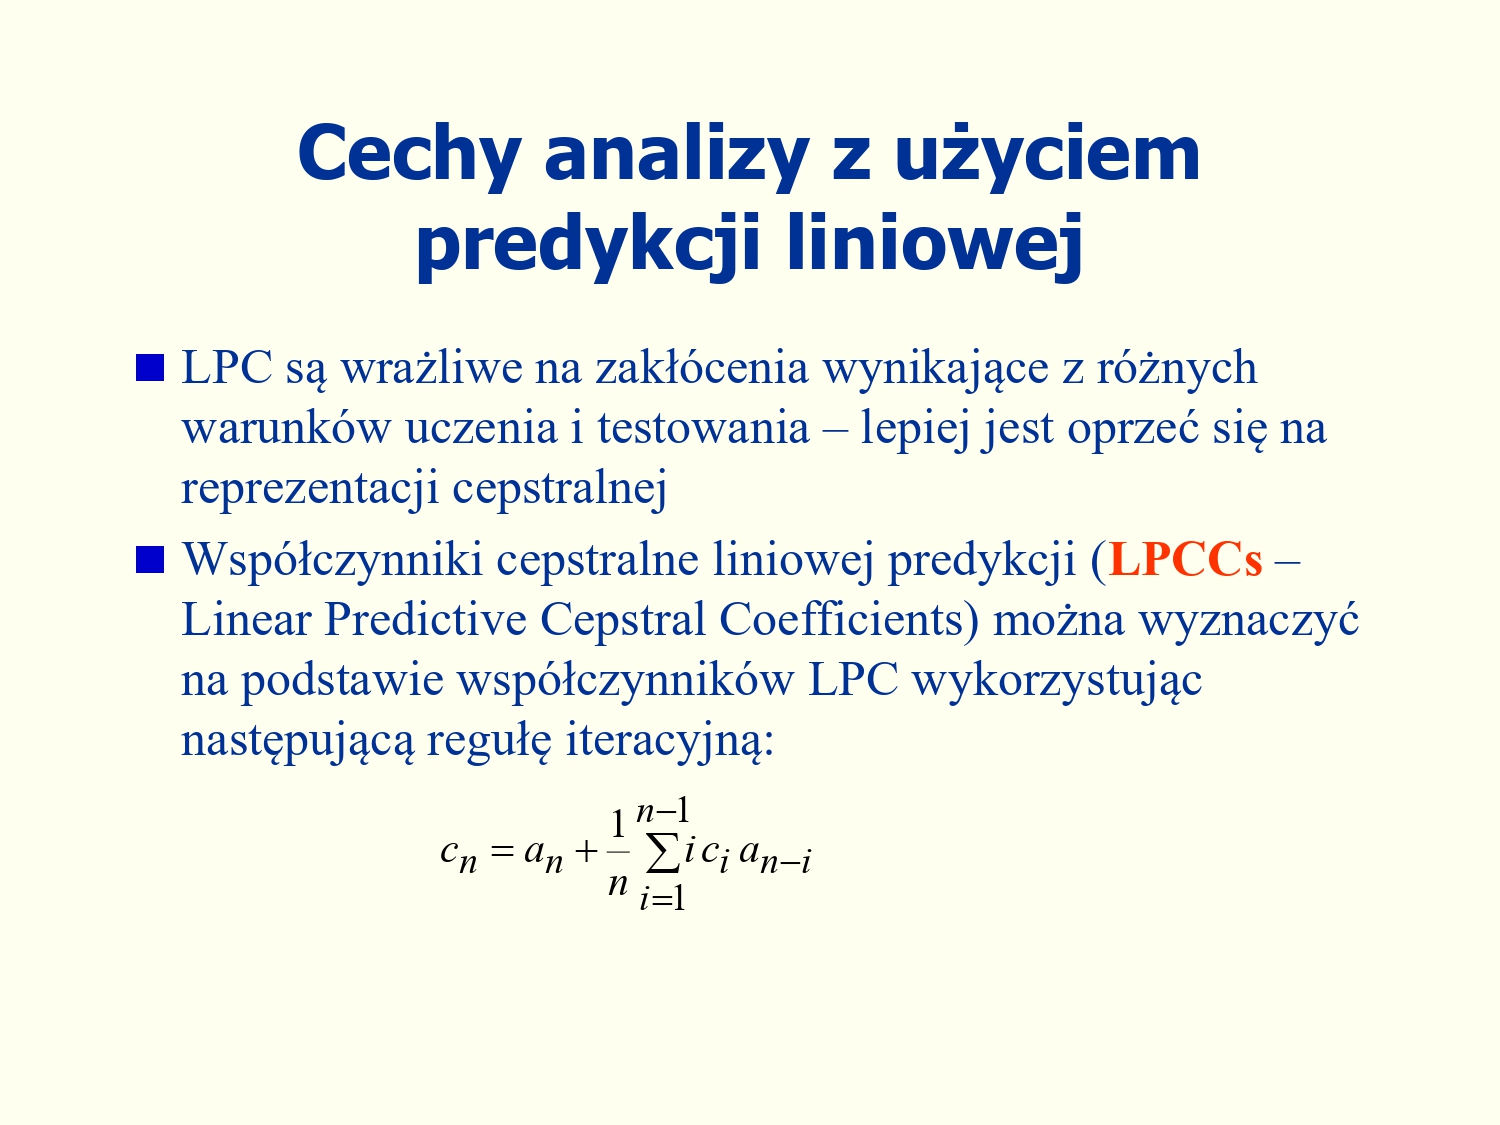 Cechy analizy z użyciem
predykcji liniowej
LPC są wrażliwe na zakłócenia wynikające z różnych
warunków uczenia i testowania – lepiej jest oprzeć się na
reprezentacji cepstralnej
Współczynniki cepstralne liniowej predykcji (LPCCs –
Linear Predictive Cepstral Coefficients) można wyznaczyć
na podstawie współczynników LPC wykorzystując
następującą regułę iteracyjną:
c_n = a_n + \frac{1}{n} \sum_{i=1}^{n-1} i c_i a_{n-i}